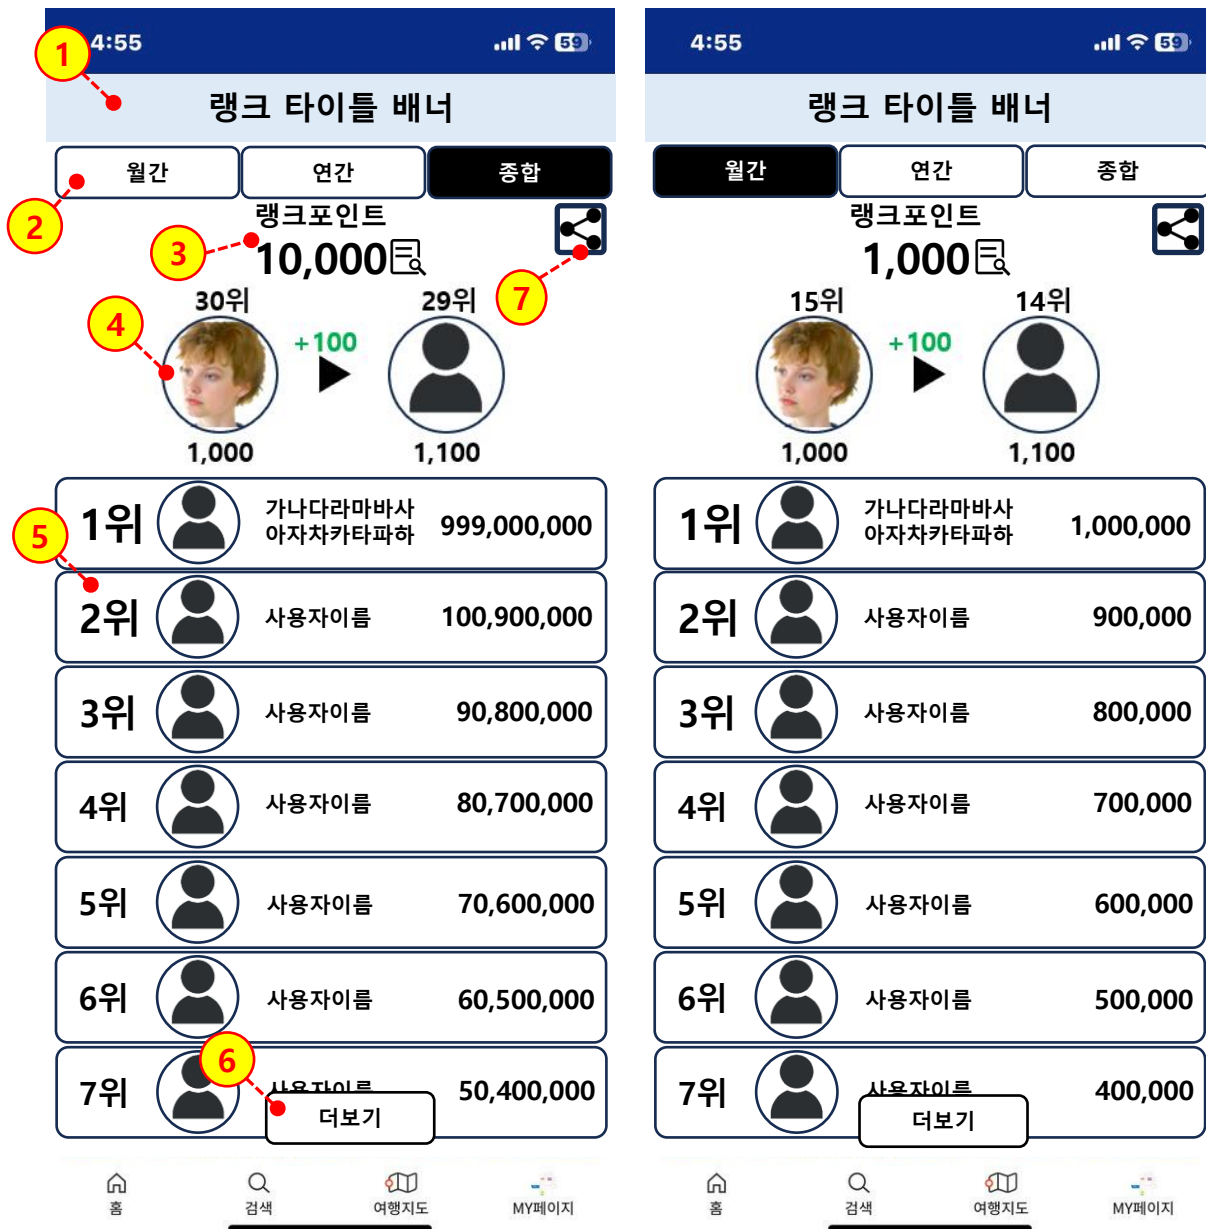 4:55
59
1
랭크 타이틀 배너
월간
연간
종합
2
랭크포인트
3
10,000
7
30위
29위
4
+100
1,000
1,100
5
1위
가나다라마바사
아자차카타파하
999,000,000
2위
사용자이름
100,900,000
3위
사용자이름
90,800,000
4위
사용자이름
80,700,000
5위
사용자이름
70,600,000
6위
사용자이름
60,500,000
6
7위
사용자이름
50,400,000
더보기
홈
검색
여행지도
MY페이지
4:55
59
랭크 타이틀 배너
월간
연간
종합
랭크포인트
1,000
15위
14위
+100
1,000
1,100
1위
가나다라마바사
아자차카타파하
1,000,000
2위
사용자이름
900,000
3위
사용자이름
800,000
4위
사용자이름
700,000
5위
사용자이름
600,000
6위
사용자이름
500,000
7위
사용자이름
400,000
더보기
홈
검색
여행지도
MY페이지